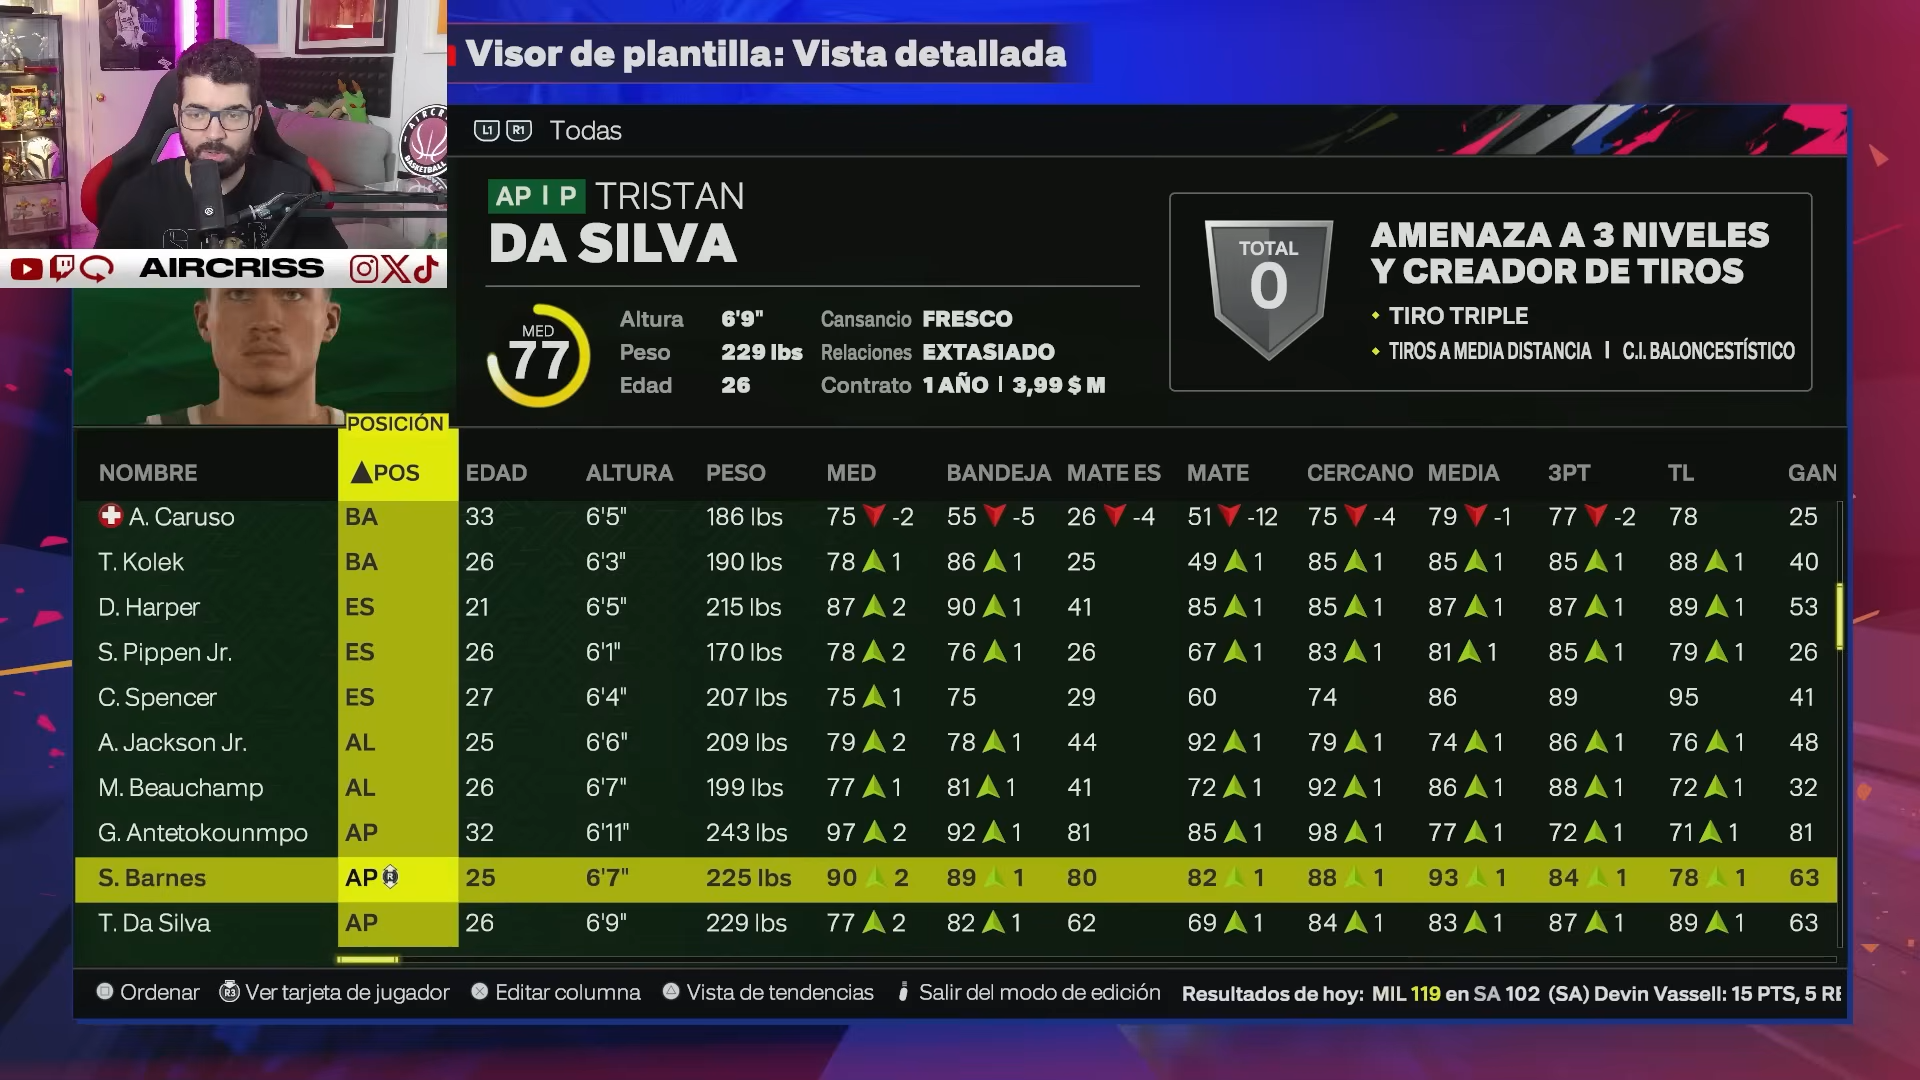 Visor de plantilla: Vista detallada
L1 R1 Todas
AP | P TRISTAN
DA SILVA
MED
77
Altura 6'9" Cansancio FRESCO
Peso 229 lbs Relaciones EXTASIADO
Edad 26 Contrato 1 AÑO | 3,99 $ M
TOTAL
0
AMENAZA A 3 NIVELES
Y CREADOR DE TIROS
TIRO TRIPLE
TIROS A MEDIA DISTANCIA | C.I. BALONCESTÍSTICO
AIRCRISS
POSICIÓN
NOMBRE POS EDAD ALTURA PESO MED BANDEJA MATE ES MATE CERCANO MEDIA 3PT TL GAN
A. Caruso BA 33 6'5" 186 lbs 75 -2 55 -5 26 -4 51 -12 75 -4 79 -1 77 -2 78 25
T. Kolek BA 26 6'3" 190 lbs 78 1 86 1 25 49 1 85 1 85 1 85 1 88 1 40
D. Harper ES 21 6'5" 215 lbs 87 2 90 1 41 85 1 85 1 87 1 87 1 89 1 53
S. Pippen Jr. ES 26 6'1" 170 lbs 78 2 76 1 26 67 1 83 1 81 1 85 1 79 1 26
C. Spencer ES 27 6'4" 207 lbs 75 1 75 29 60 74 86 89 95 41
A. Jackson Jr. AL 25 6'6" 209 lbs 79 2 78 1 44 92 1 79 1 74 1 86 1 76 1 48
M. Beauchamp AL 26 6'7" 199 lbs 77 1 81 1 41 72 1 92 1 86 1 88 1 72 1 32
G. Antetokounmpo AP 32 6'11" 243 lbs 97 2 92 1 81 85 1 98 1 77 1 72 1 71 1 81
S. Barnes AP R 25 6'7" 225 lbs 90 2 89 1 80 82 1 88 1 93 1 84 1 78 1 63
T. Da Silva AP 26 6'9" 229 lbs 77 2 82 1 62 69 1 84 1 83 1 87 1 89 1 63
Ordenar R3 Ver tarjeta de jugador Editar columna Vista de tendencias Salir del modo de edición Resultados de hoy: MIL 119 en SA 102 (SA) Devin Vassell: 15 PTS, 5 RE